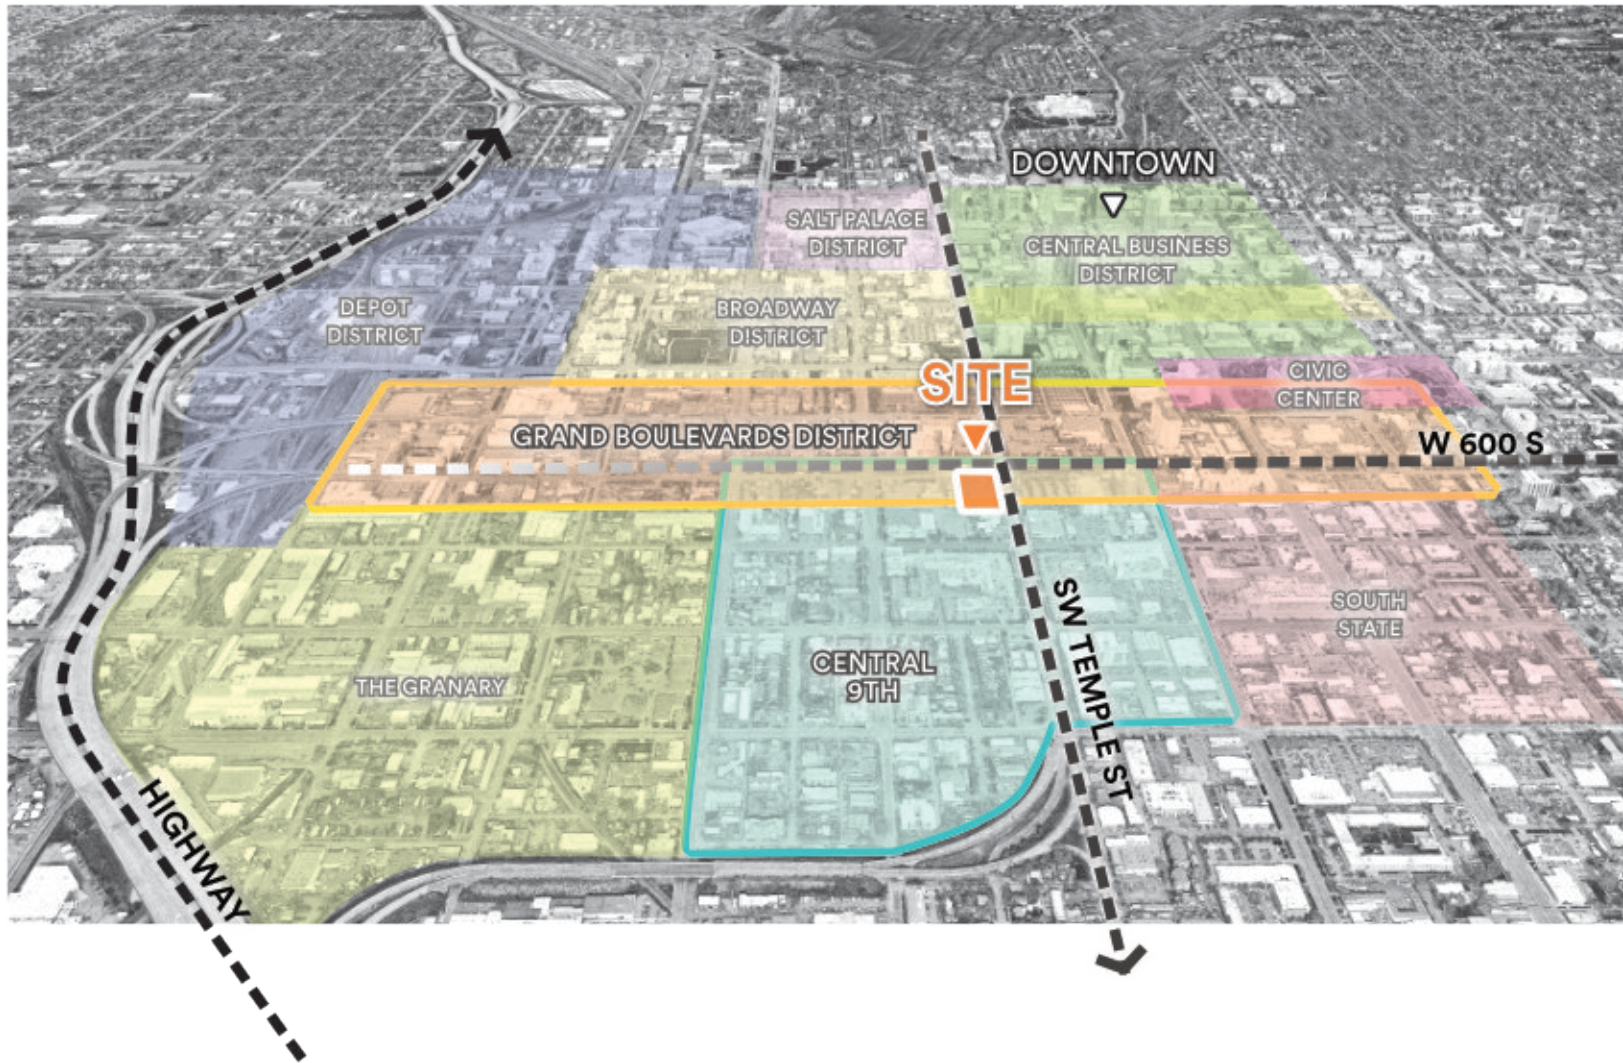 DOWNTOWN
SALT PALACE
DISTRICT
CENTRAL BUSINESS
DISTRICT
DEPOT
DISTRICT
BROADWAY
DISTRICT
SITE
CIVIC
CENTER
GRAND BOULEVARDS DISTRICT
W 600 S
SOUTH
STATE
CENTRAL
9TH
THE GRANARY
SW TEMPLE ST
HIGHWAY